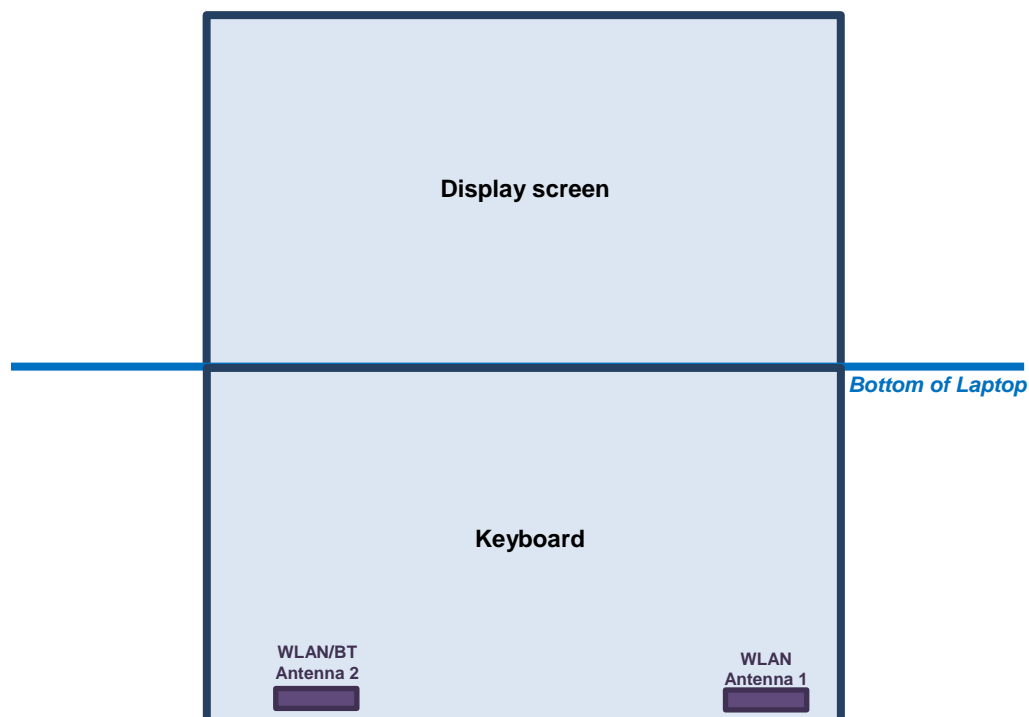 Display screen
Bottom of Laptop
Keyboard
WLAN/BT
Antenna 2
WLAN
Antenna 1